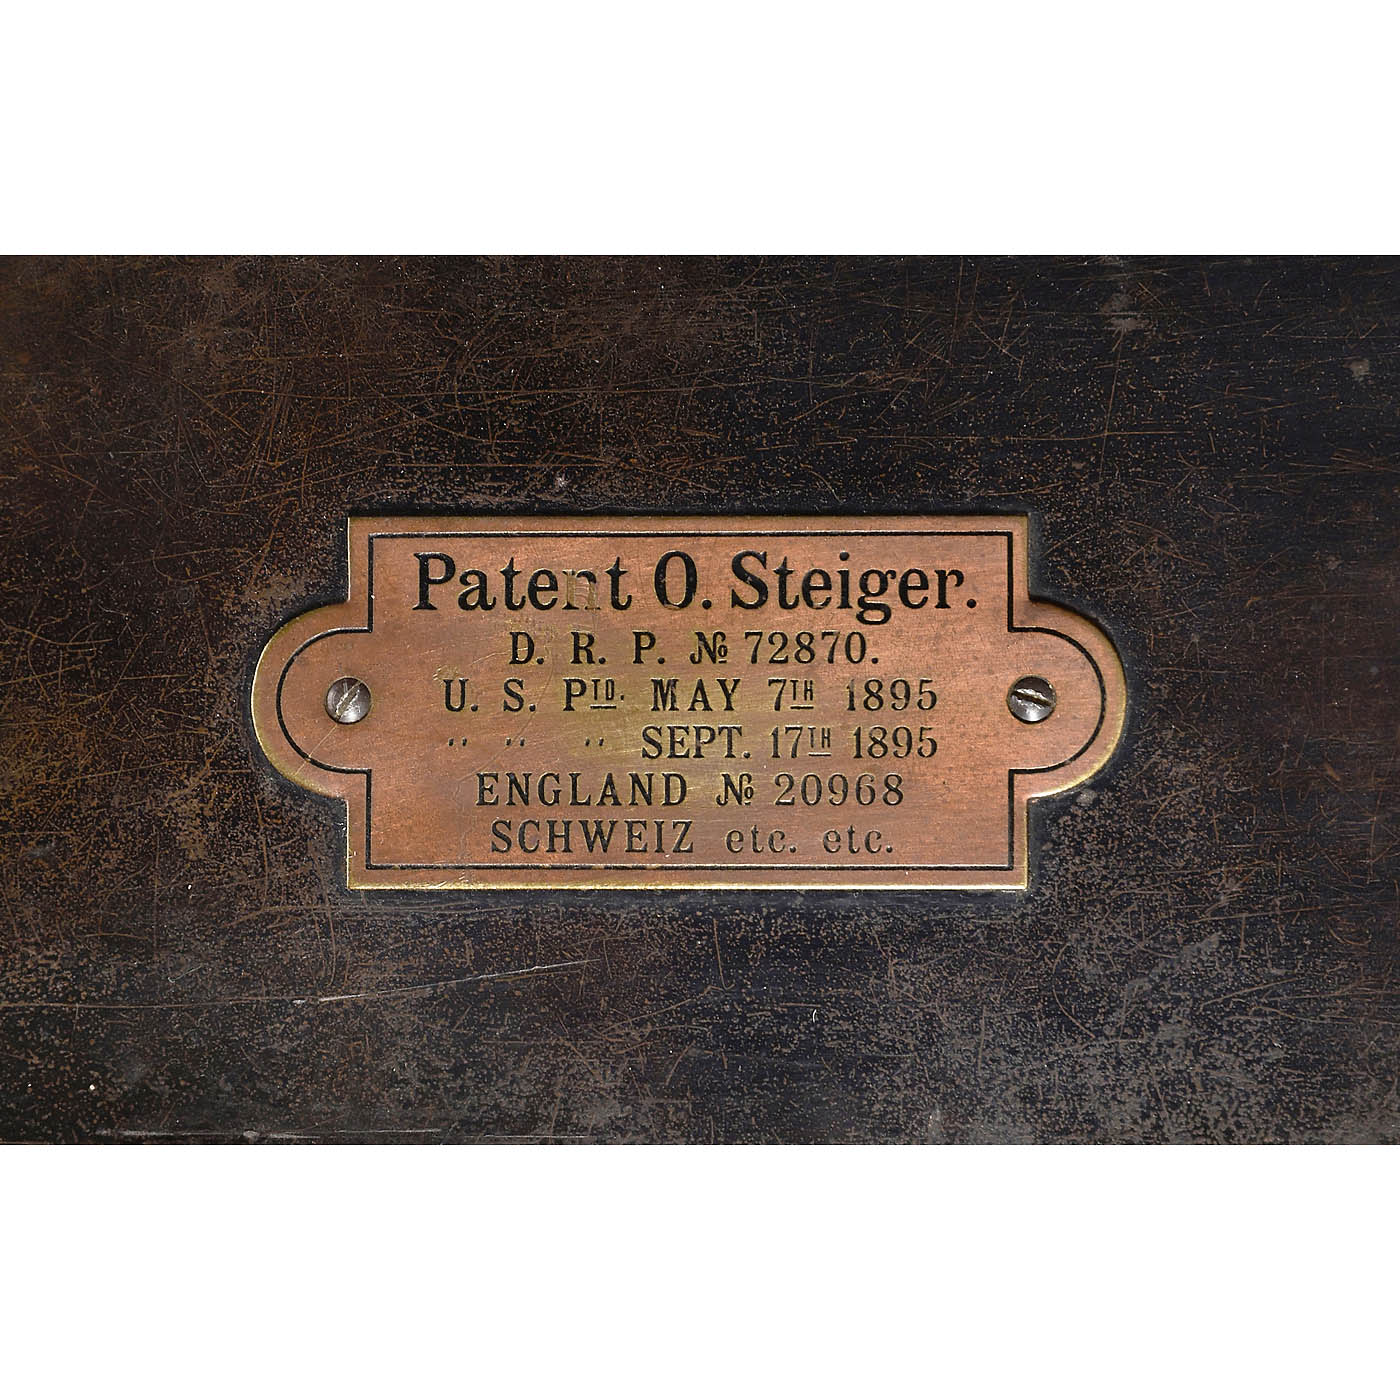 Patent O. Steiger.
D. R. P. № 72870.
U. S. PTD. MAY 7TH 1895
" " " SEPT. 17TH 1895
ENGLAND № 20968
SCHWEIZ etc. etc.